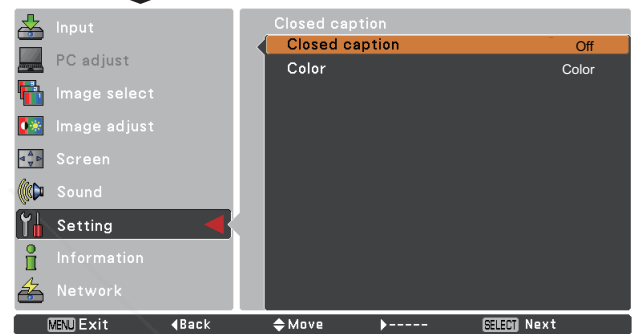 Input
PC adjust
Image select
Image adjust
Screen
Sound
Setting
Information
Network
Closed caption
Closed caption Off
Color Color
MENU Exit ◀Back ◆Move ▶----- SELECT Next